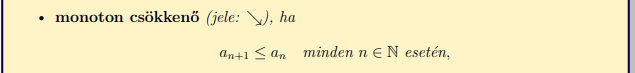 • monoton csökkenő (jele: ↘), ha
aₙ₊₁ ≤ aₙ minden n ∈ ℕ esetén,